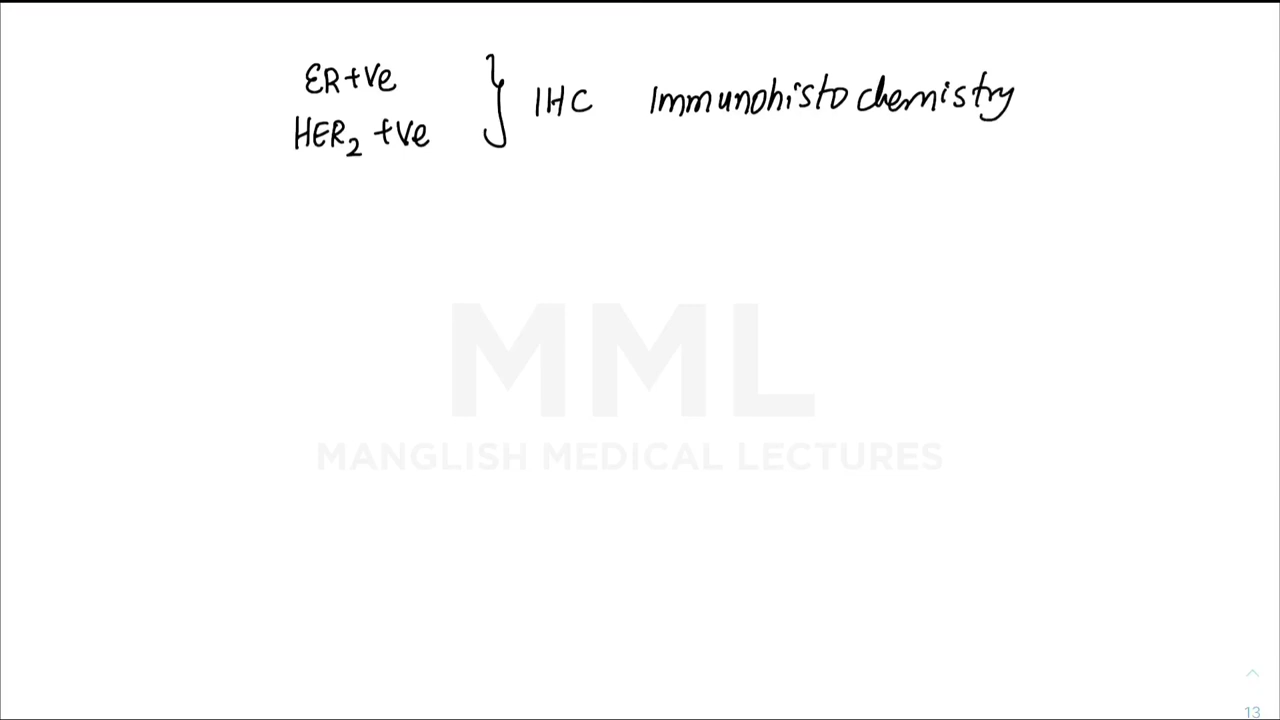 ER +ve
HER2 +ve
} IHC Immunohistochemistry
MML
MANGLISH MEDICAL LECTURES
13